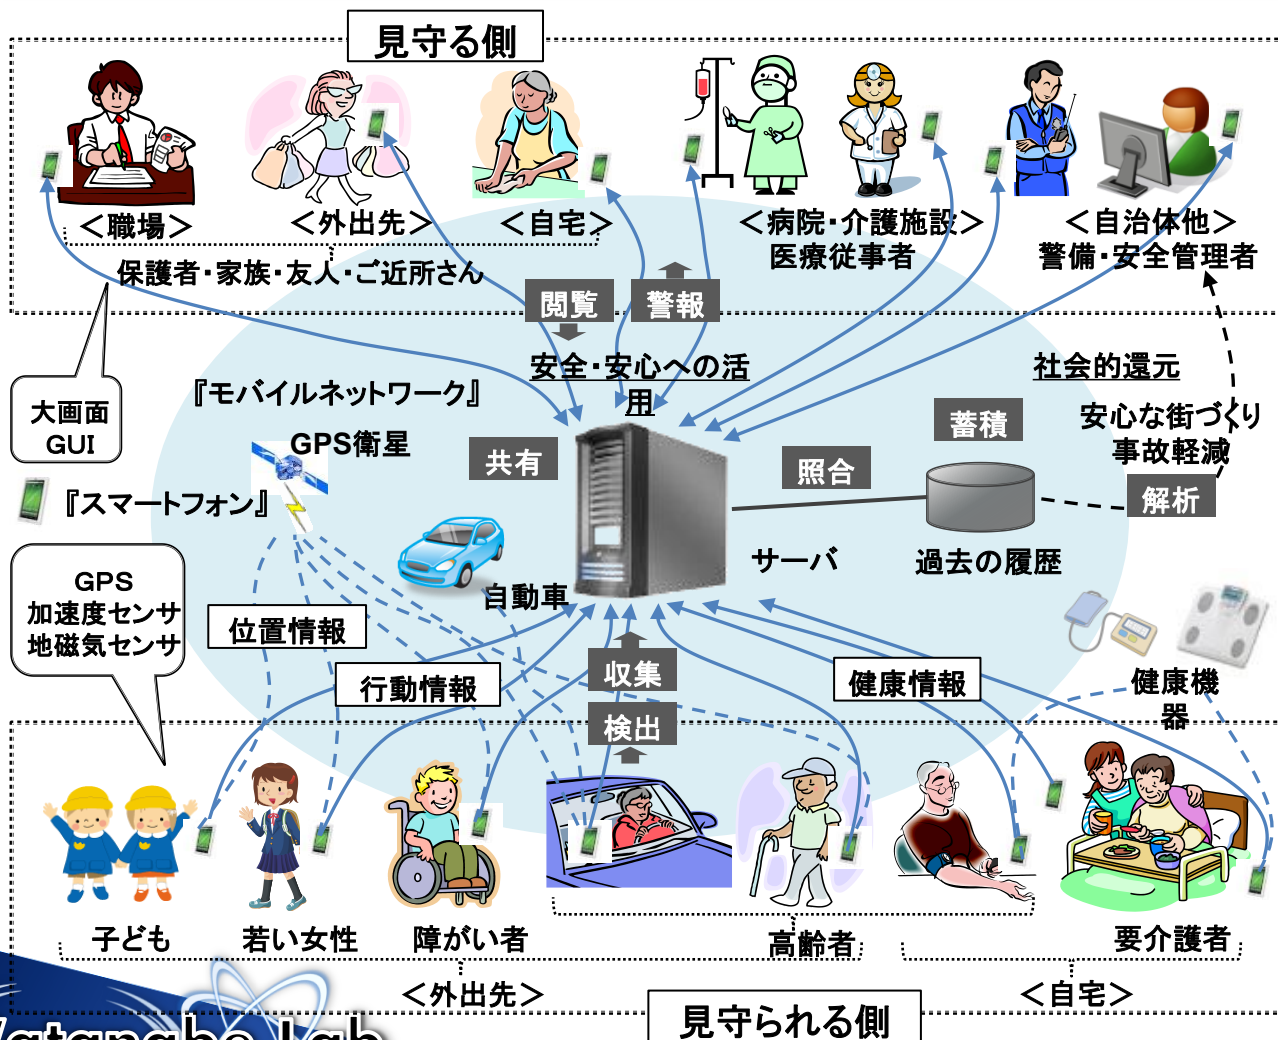 見守る側
＜職場＞
＜外出先＞
＜自宅＞
＜病院・介護施設＞
医療従事者
＜自治体他＞
警備・安全管理者
保護者・家族・友人・ご近所さん
閲覧
警報
安全・安心への活
用
社会的還元
安心な街づくり
事故軽減
大画面
GUI
『モバイルネットワーク』
GPS衛星
共有
照合
蓄積
解析
『スマートフォン』
サーバ
過去の履歴
GPS
加速度センサ
地磁気センサ
自動車
位置情報
行動情報
収集
検出
健康情報
健康機
器
子ども
若い女性
障がい者
高齢者
要介護者
＜外出先＞
＜自宅＞
見守られる側
Watanabe Lab